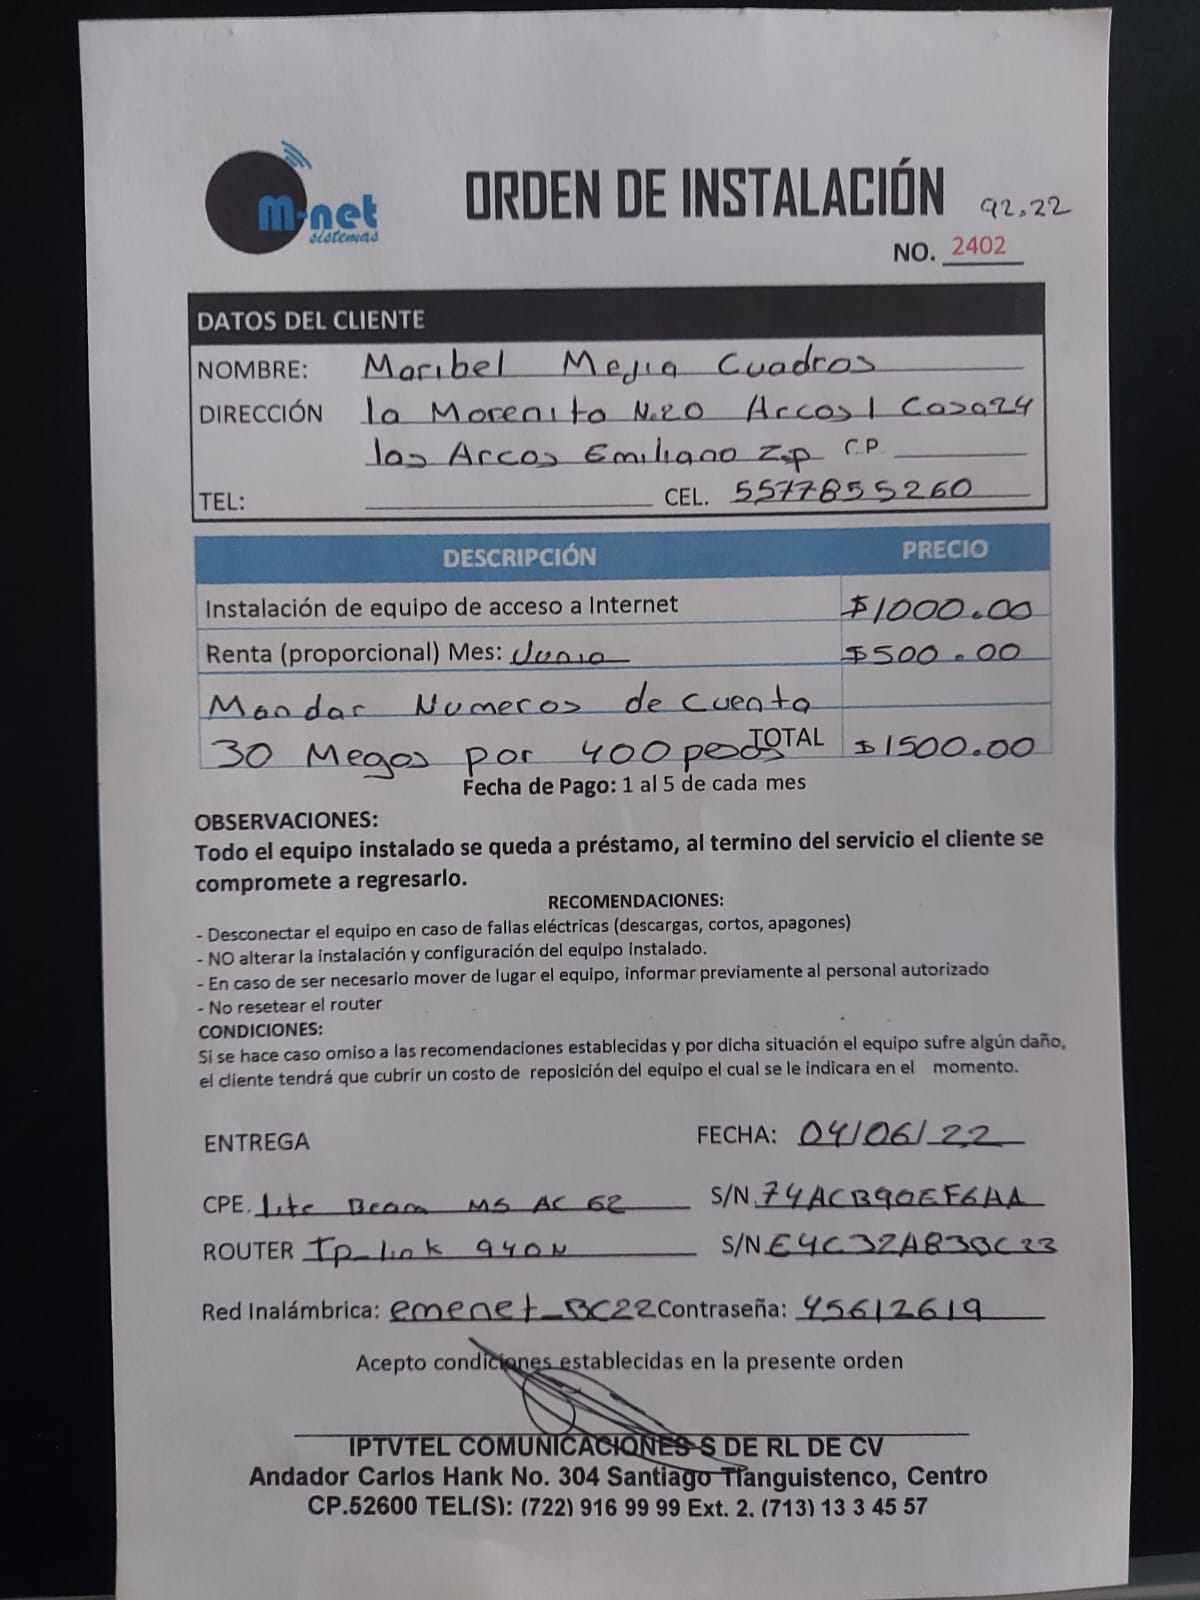 M-net
sistemas
ORDEN DE INSTALACIÓN
92.22
NO. 2402
DATOS DEL CLIENTE
NOMBRE: Maribel Mejia Cuadros
DIRECCIÓN la Morenita N.20 Arcos 1 Casa24
las Arcos Emiliano Zap C.P.
TEL: CEL. 5577855260
DESCRIPCIÓN PRECIO
Instalación de equipo de acceso a Internet $1000.00
Renta (proporcional) Mes: Junio $500.00
Mandar Numeros de Cuenta
30 Megas por 400 pesos TOTAL $1500.00
Fecha de Pago: 1 al 5 de cada mes
OBSERVACIONES:
Todo el equipo instalado se queda a préstamo, al termino del servicio el cliente se
compromete a regresarlo.
RECOMENDACIONES:
- Desconectar el equipo en caso de fallas eléctricas (descargas, cortos, apagones)
- NO alterar la instalación y configuración del equipo instalado.
- En caso de ser necesario mover de lugar el equipo, informar previamente al personal autorizado
- No resetear el router
CONDICIONES:
Si se hace caso omiso a las recomendaciones establecidas y por dicha situación el equipo sufre algún daño,
el cliente tendrá que cubrir un costo de reposición del equipo el cual se le indicara en el momento.
ENTREGA FECHA: 04/06/22
CPE. Lite Beam M5 AC 62 S/N. 74ACB90EF6AA
ROUTER Tp_link 940N S/N. E4C32AB3BC23
Red Inalámbrica: emenet_BC22 Contraseña: 45612619
Acepto condiciones establecidas en la presente orden
IPTVTEL COMUNICACIONES S DE RL DE CV
Andador Carlos Hank No. 304 Santiago Tianguistenco, Centro
CP.52600 TEL(S): (722) 916 99 99 Ext. 2. (713) 13 3 45 57